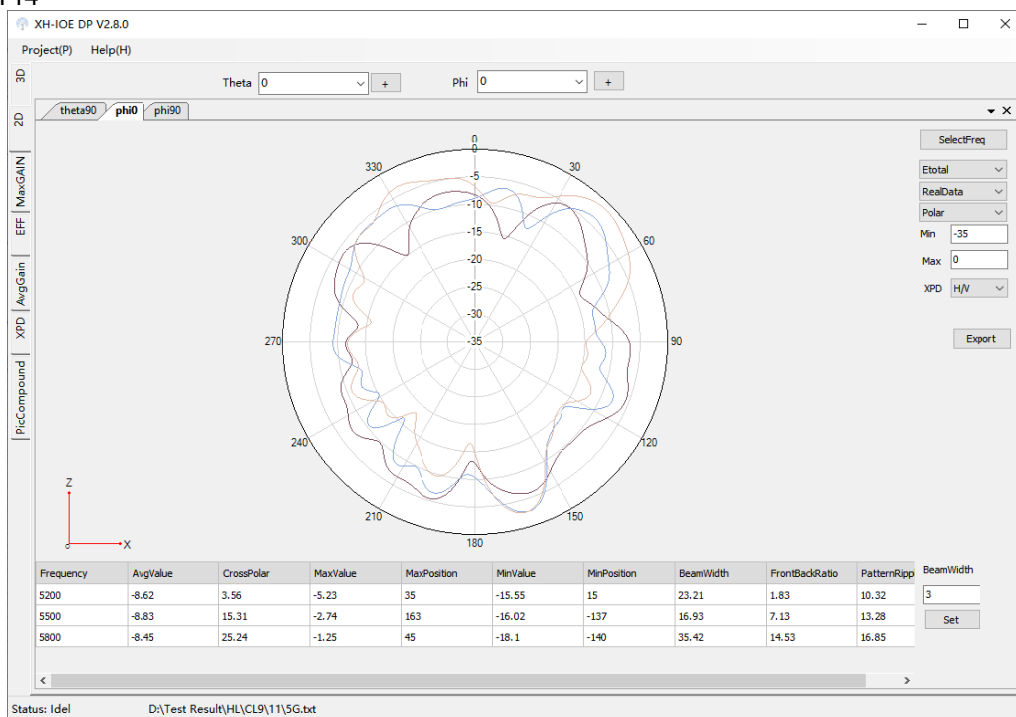 XH-IOE DP V2.8.0
Project(P) Help(H)
Theta 0 + Phi 0 +
3D
2D
MaxGAIN
EFF
AvgGain
XPD
PicCompound
theta90 phi0 phi90
SelectFreq
Etotal
RealData
Polar
Min -35
Max 0
XPD H/V
Export
0
0
330 30
-5
-10
-15
300 60
-20
-25
-30
270 -35 90
240 120
210 150
180
Z
o X
Frequency AvgValue CrossPolar MaxValue MaxPosition MinValue MinPosition BeamWidth FrontBackRatio PatternRipp
5200 -8.62 3.56 -5.23 35 -15.55 15 23.21 1.83 10.32
5500 -8.83 15.31 -2.74 163 -16.02 -137 16.93 7.13 13.28
5800 -8.45 25.24 -1.25 45 -18.1 -140 35.42 14.53 16.85
BeamWidth
3
Set
Status: Idel D:\Test Result\HL\CL9\11\5G.txt